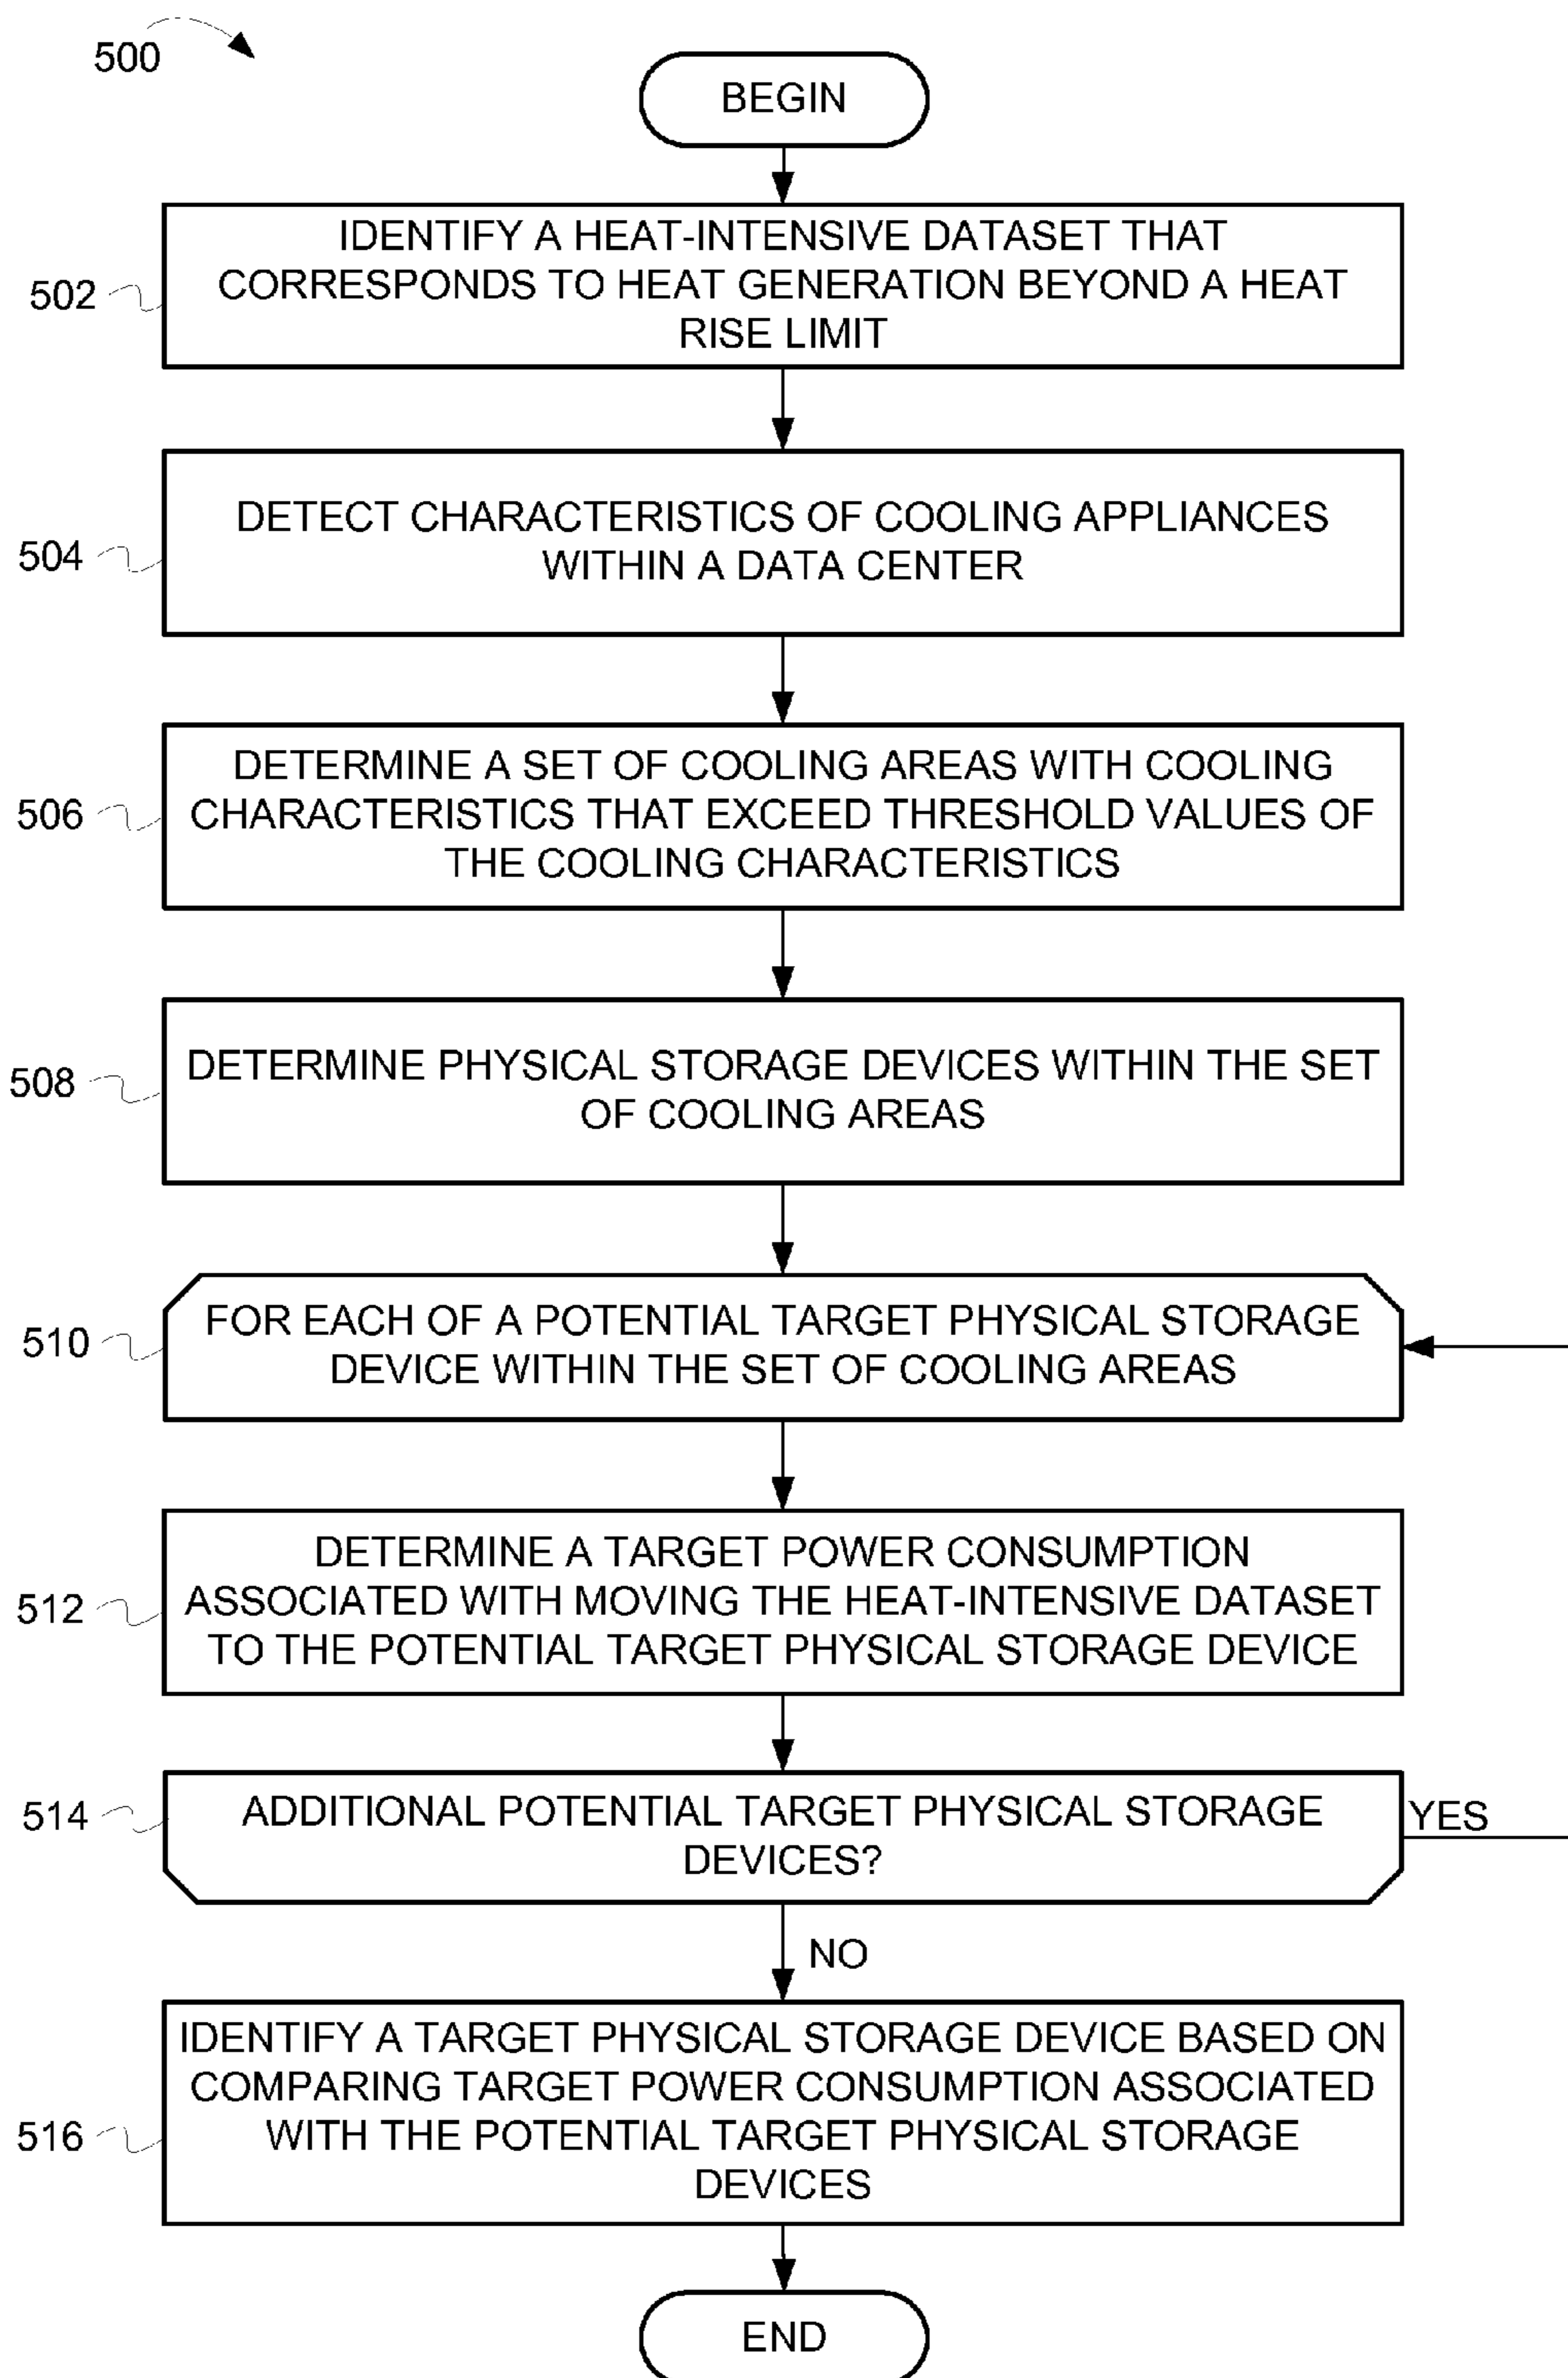 500
BEGIN
IDENTIFY A HEAT-INTENSIVE DATASET THAT
CORRESPONDS TO HEAT GENERATION BEYOND A HEAT
RISE LIMIT
502
DETECT CHARACTERISTICS OF COOLING APPLIANCES
WITHIN A DATA CENTER
504
DETERMINE A SET OF COOLING AREAS WITH COOLING
CHARACTERISTICS THAT EXCEED THRESHOLD VALUES OF
THE COOLING CHARACTERISTICS
506
DETERMINE PHYSICAL STORAGE DEVICES WITHIN THE SET
OF COOLING AREAS
508
FOR EACH OF A POTENTIAL TARGET PHYSICAL STORAGE
DEVICE WITHIN THE SET OF COOLING AREAS
510
DETERMINE A TARGET POWER CONSUMPTION
ASSOCIATED WITH MOVING THE HEAT-INTENSIVE DATASET
TO THE POTENTIAL TARGET PHYSICAL STORAGE DEVICE
512
ADDITIONAL POTENTIAL TARGET PHYSICAL STORAGE
DEVICES?
514
YES
NO
IDENTIFY A TARGET PHYSICAL STORAGE DEVICE BASED ON
COMPARING TARGET POWER CONSUMPTION ASSOCIATED
WITH THE POTENTIAL TARGET PHYSICAL STORAGE
DEVICES
516
END